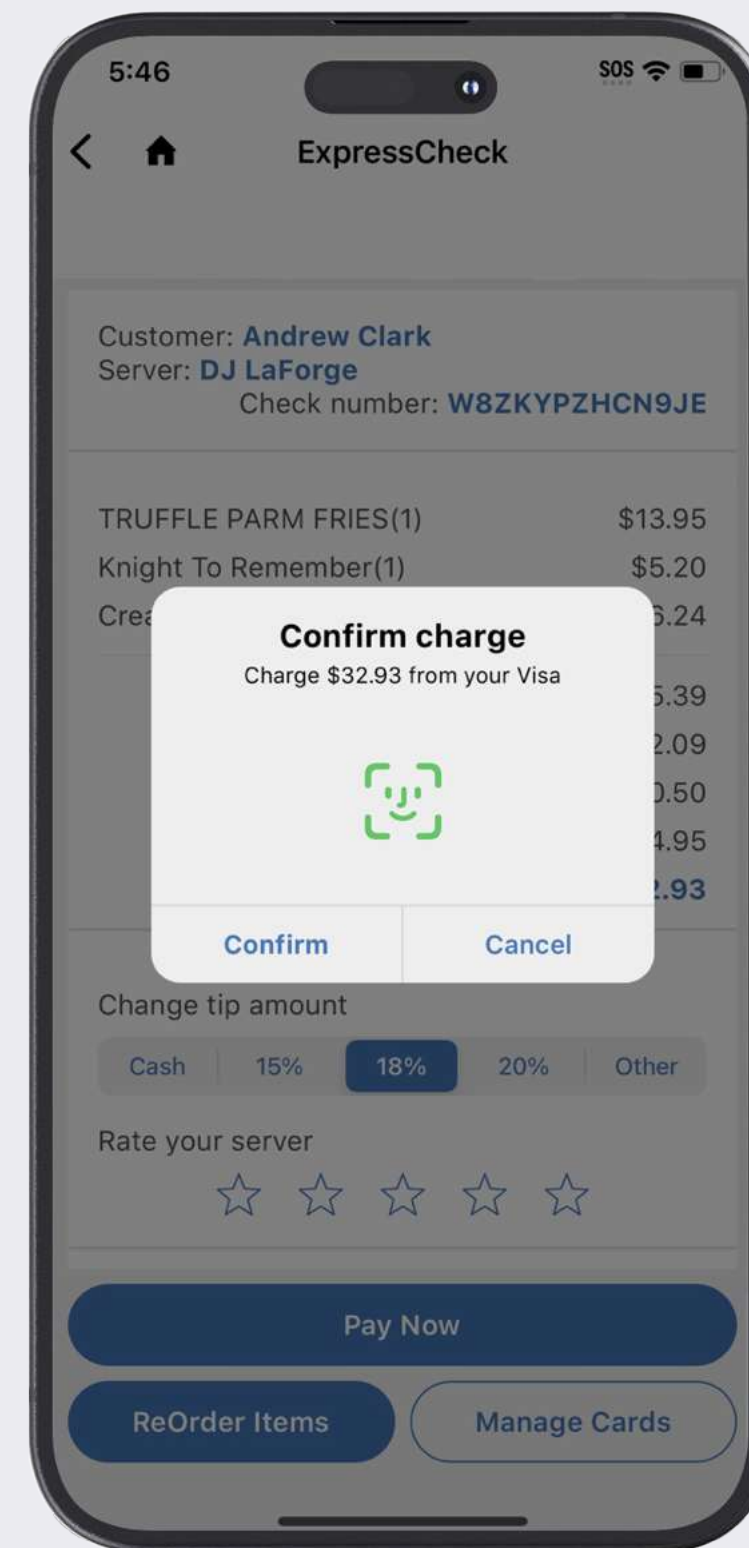 5:46 SOS
ExpressCheck
Customer: Andrew Clark
Server: DJ LaForge
Check number: W8ZKYPZHCN9JE
TRUFFLE PARM FRIES(1) $13.95
Knight To Remember(1) $5.20
Confirm charge
Charge $32.93 from your Visa
Confirm Cancel
Change tip amount
Cash 15% 18% 20% Other
Rate your server
Pay Now
ReOrder Items Manage Cards